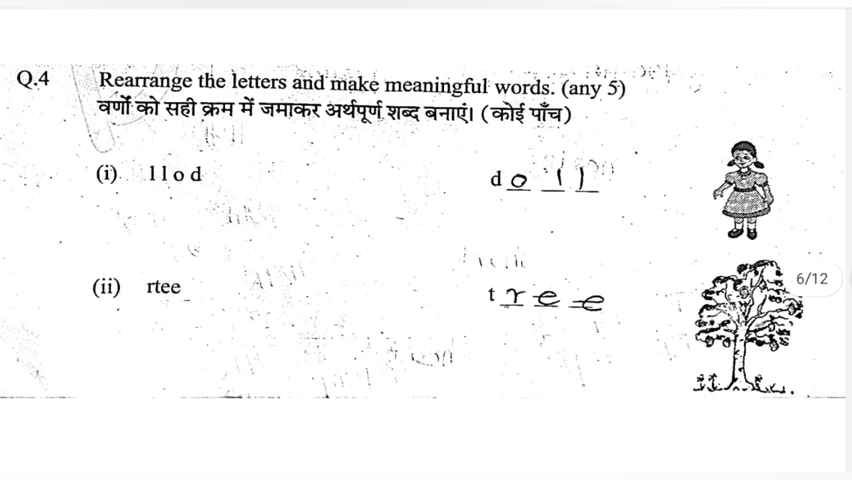 Q.4 Rearrange the letters and make meaningful words. (any 5)
वर्णों को सही क्रम में जमाकर अर्थपूर्ण शब्द बनाएं। (कोई पाँच)
(i) l l o d d o l l
6/12
(ii) rtee t r e e